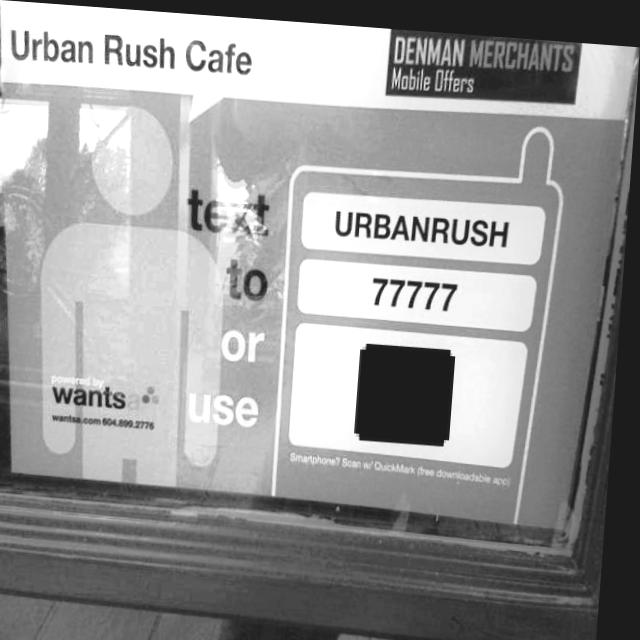 Urban Rush Cafe
DENMAN MERCHANTS
Mobile Offers
text
URBANRUSH
to
77777
or
use
powered by
wantsa
wantsa.com 604.899.2776
Smartphone? Scan w/ QuickMark (free downloadable app)